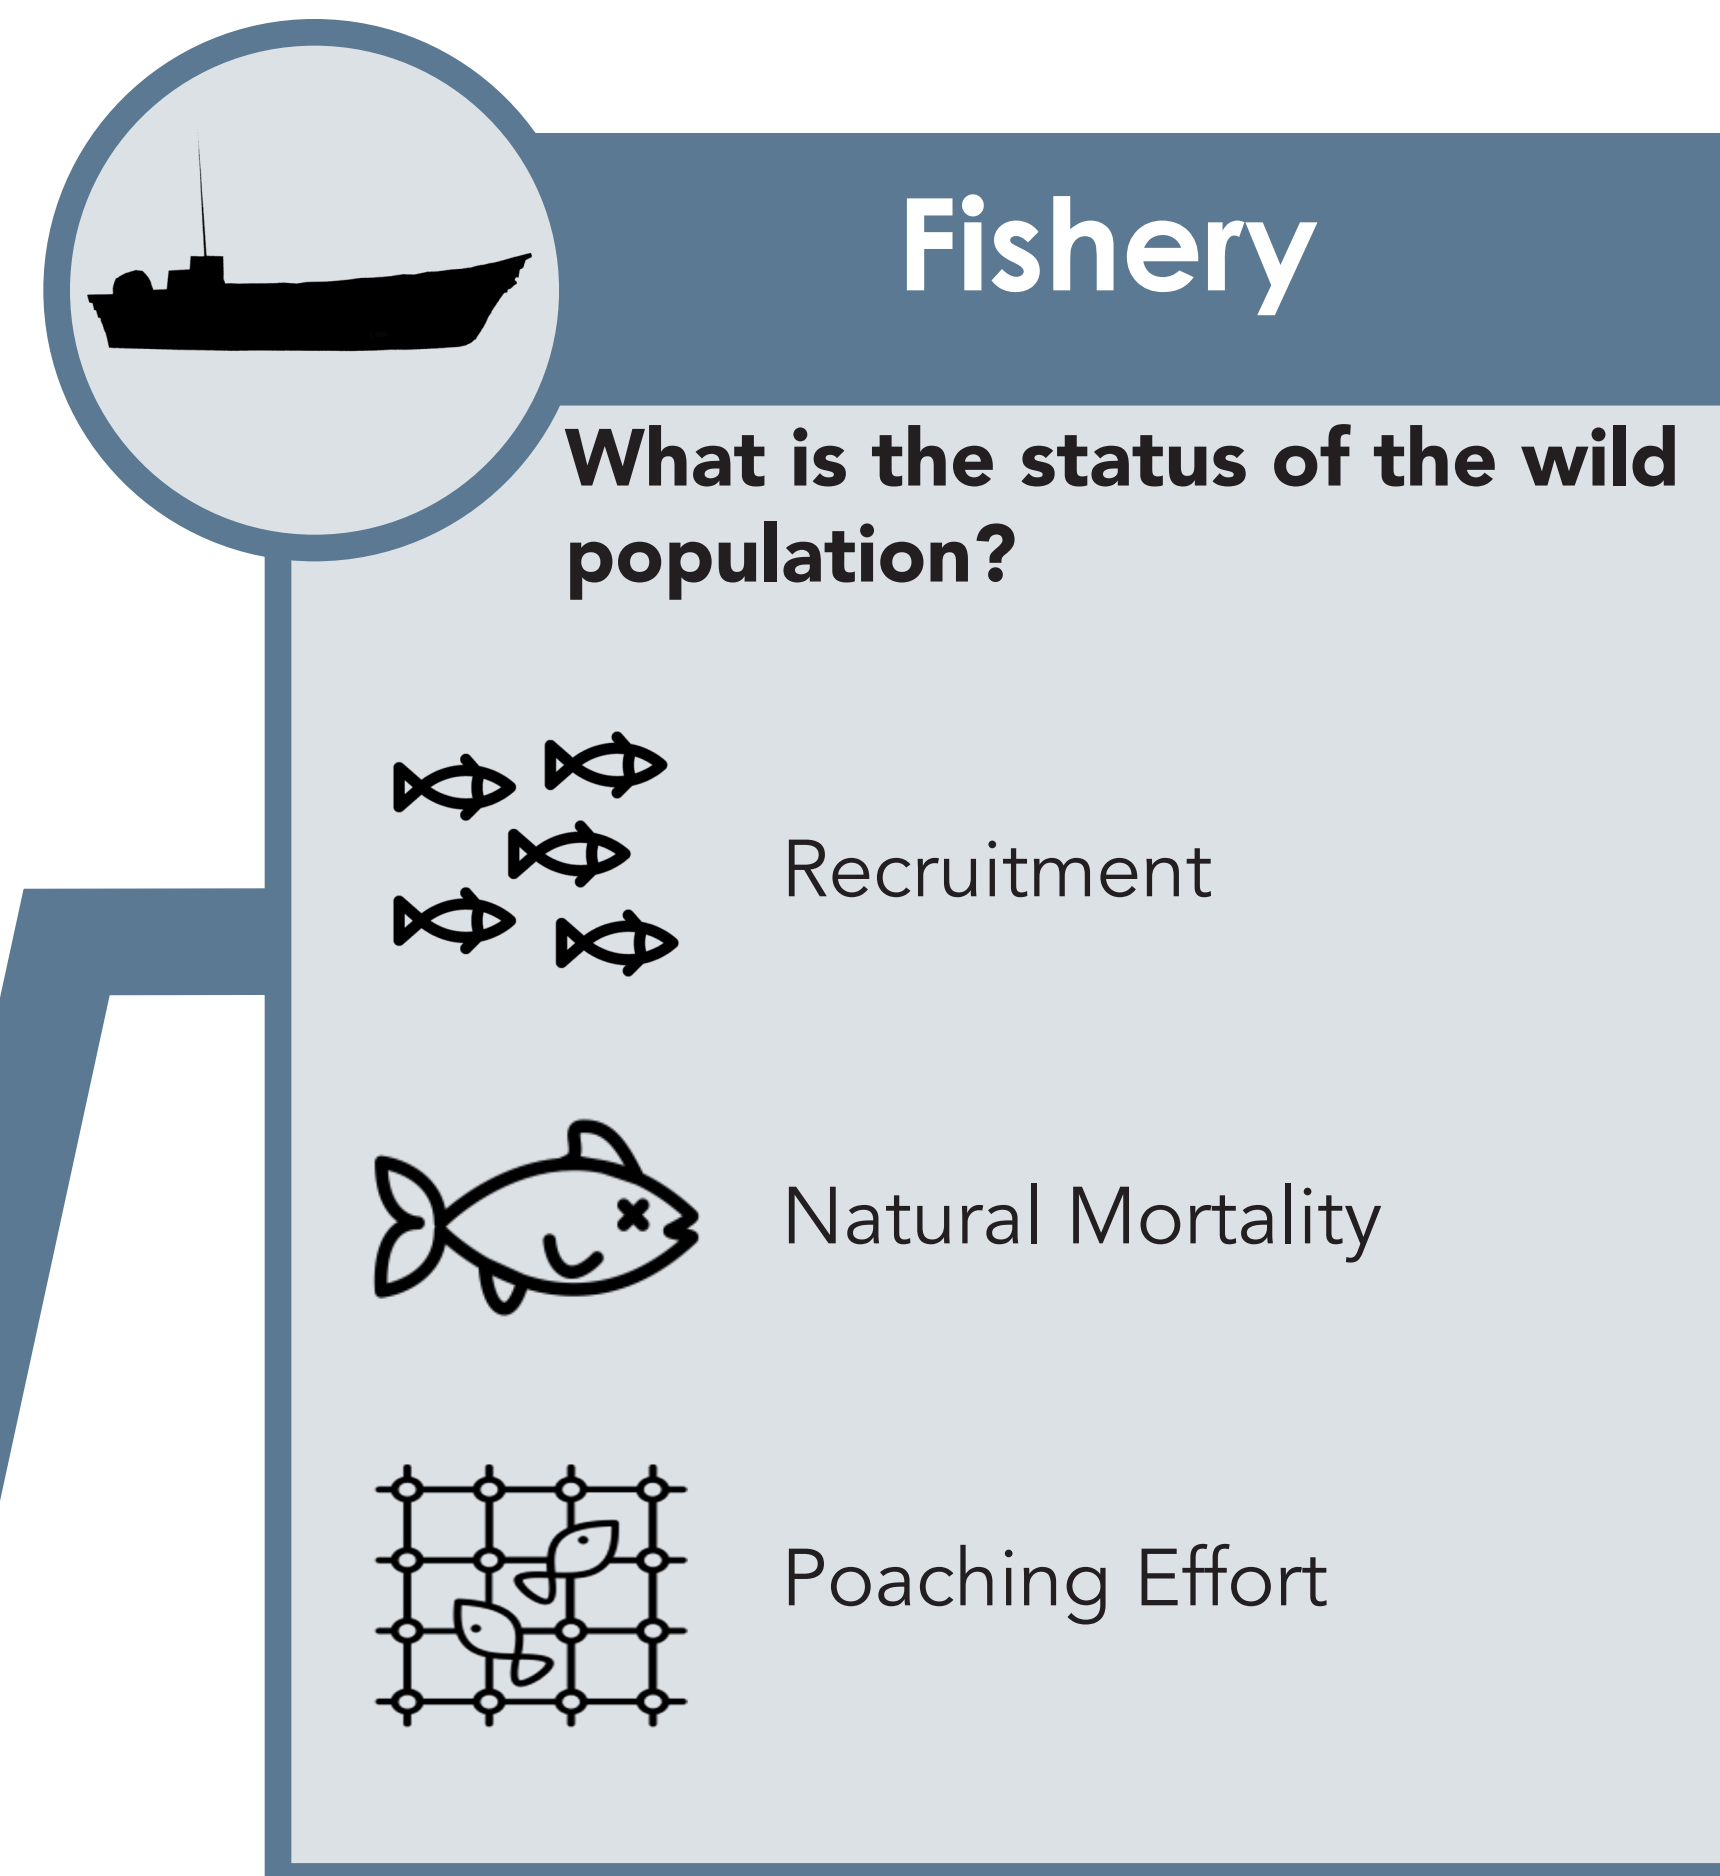 Fishery
What is the status of the wild
population?
Recruitment
Natural Mortality
Poaching Effort